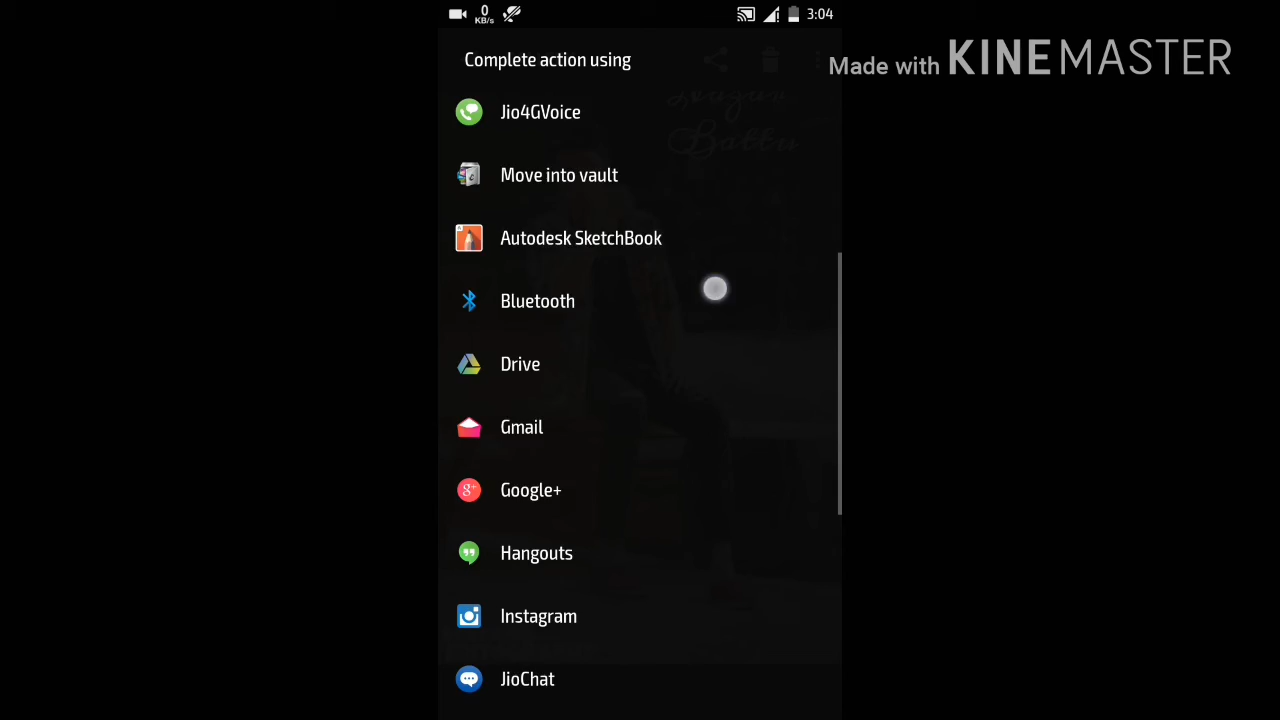 0
KB/s
3:04
Complete action using
Made with KINEMASTER
Jio4GVoice
Bottu
Move into vault
Autodesk SketchBook
Bluetooth
Drive
Gmail
g+
Google+
Hangouts
Instagram
JioChat